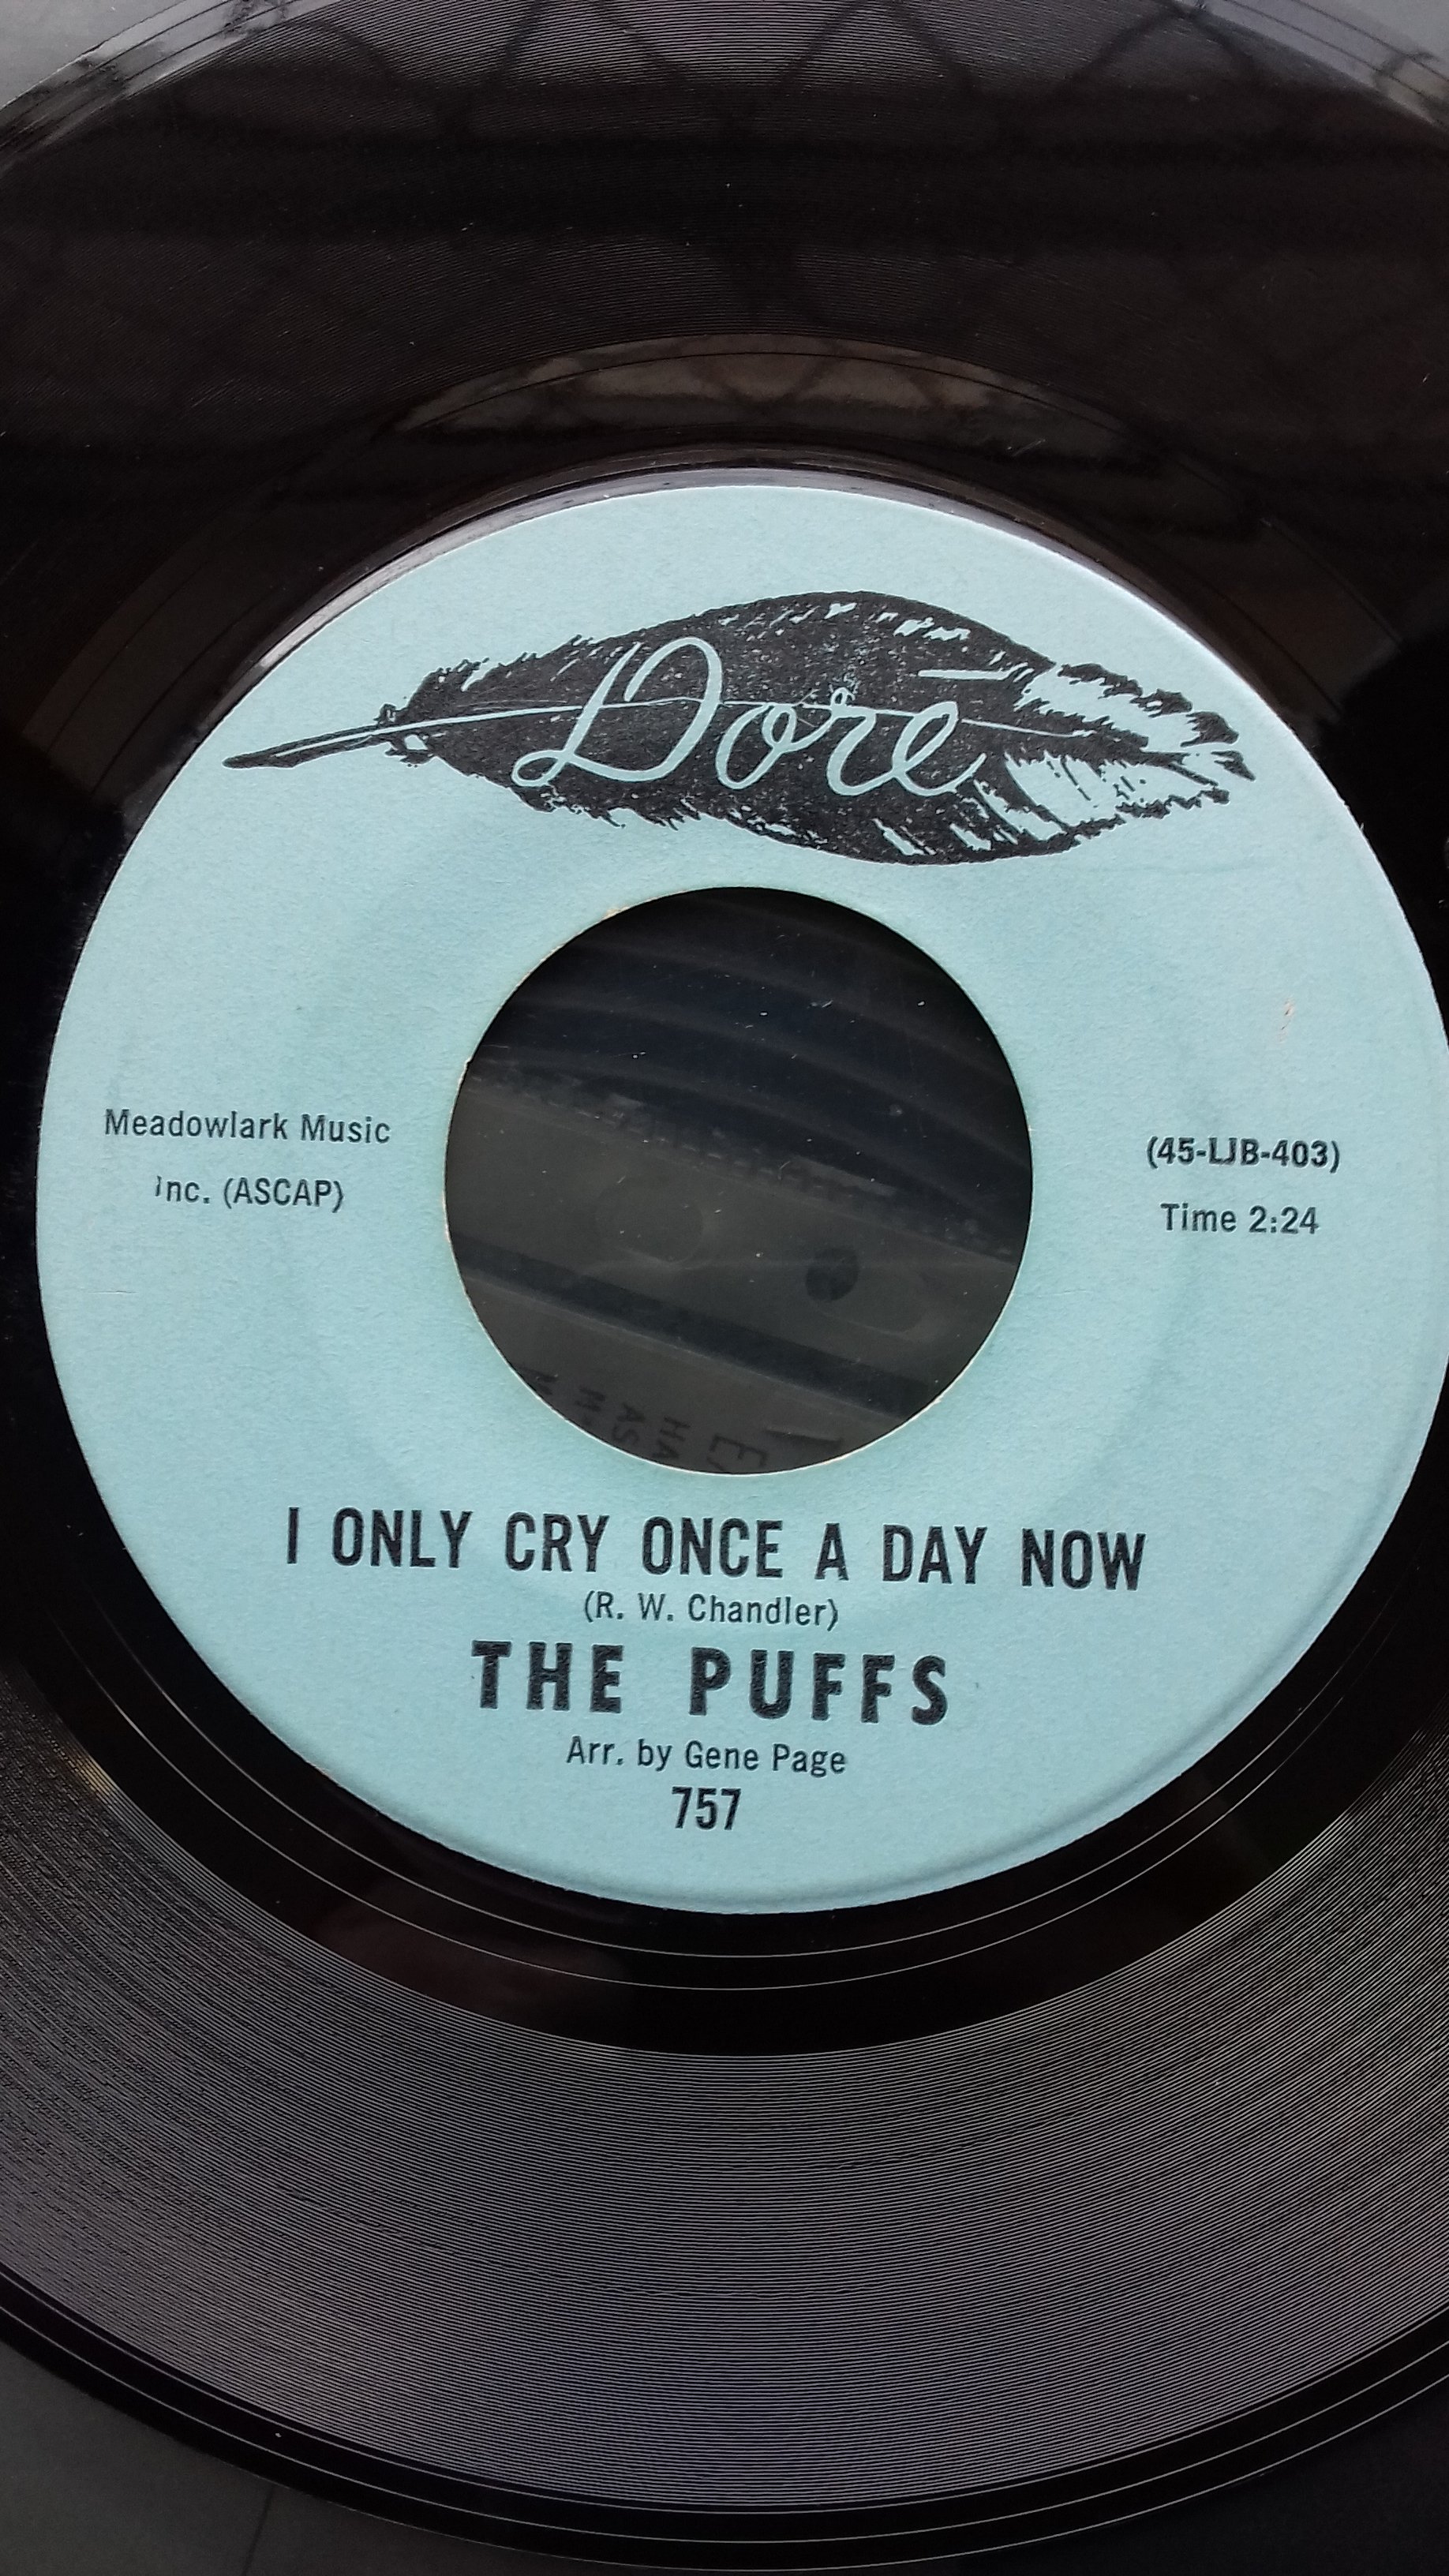 Doré
Meadowlark Music
Inc. (ASCAP)
(45-LJB-403)
Time 2:24
I ONLY CRY ONCE A DAY NOW
(R. W. Chandler)
THE PUFFS
Arr. by Gene Page
757